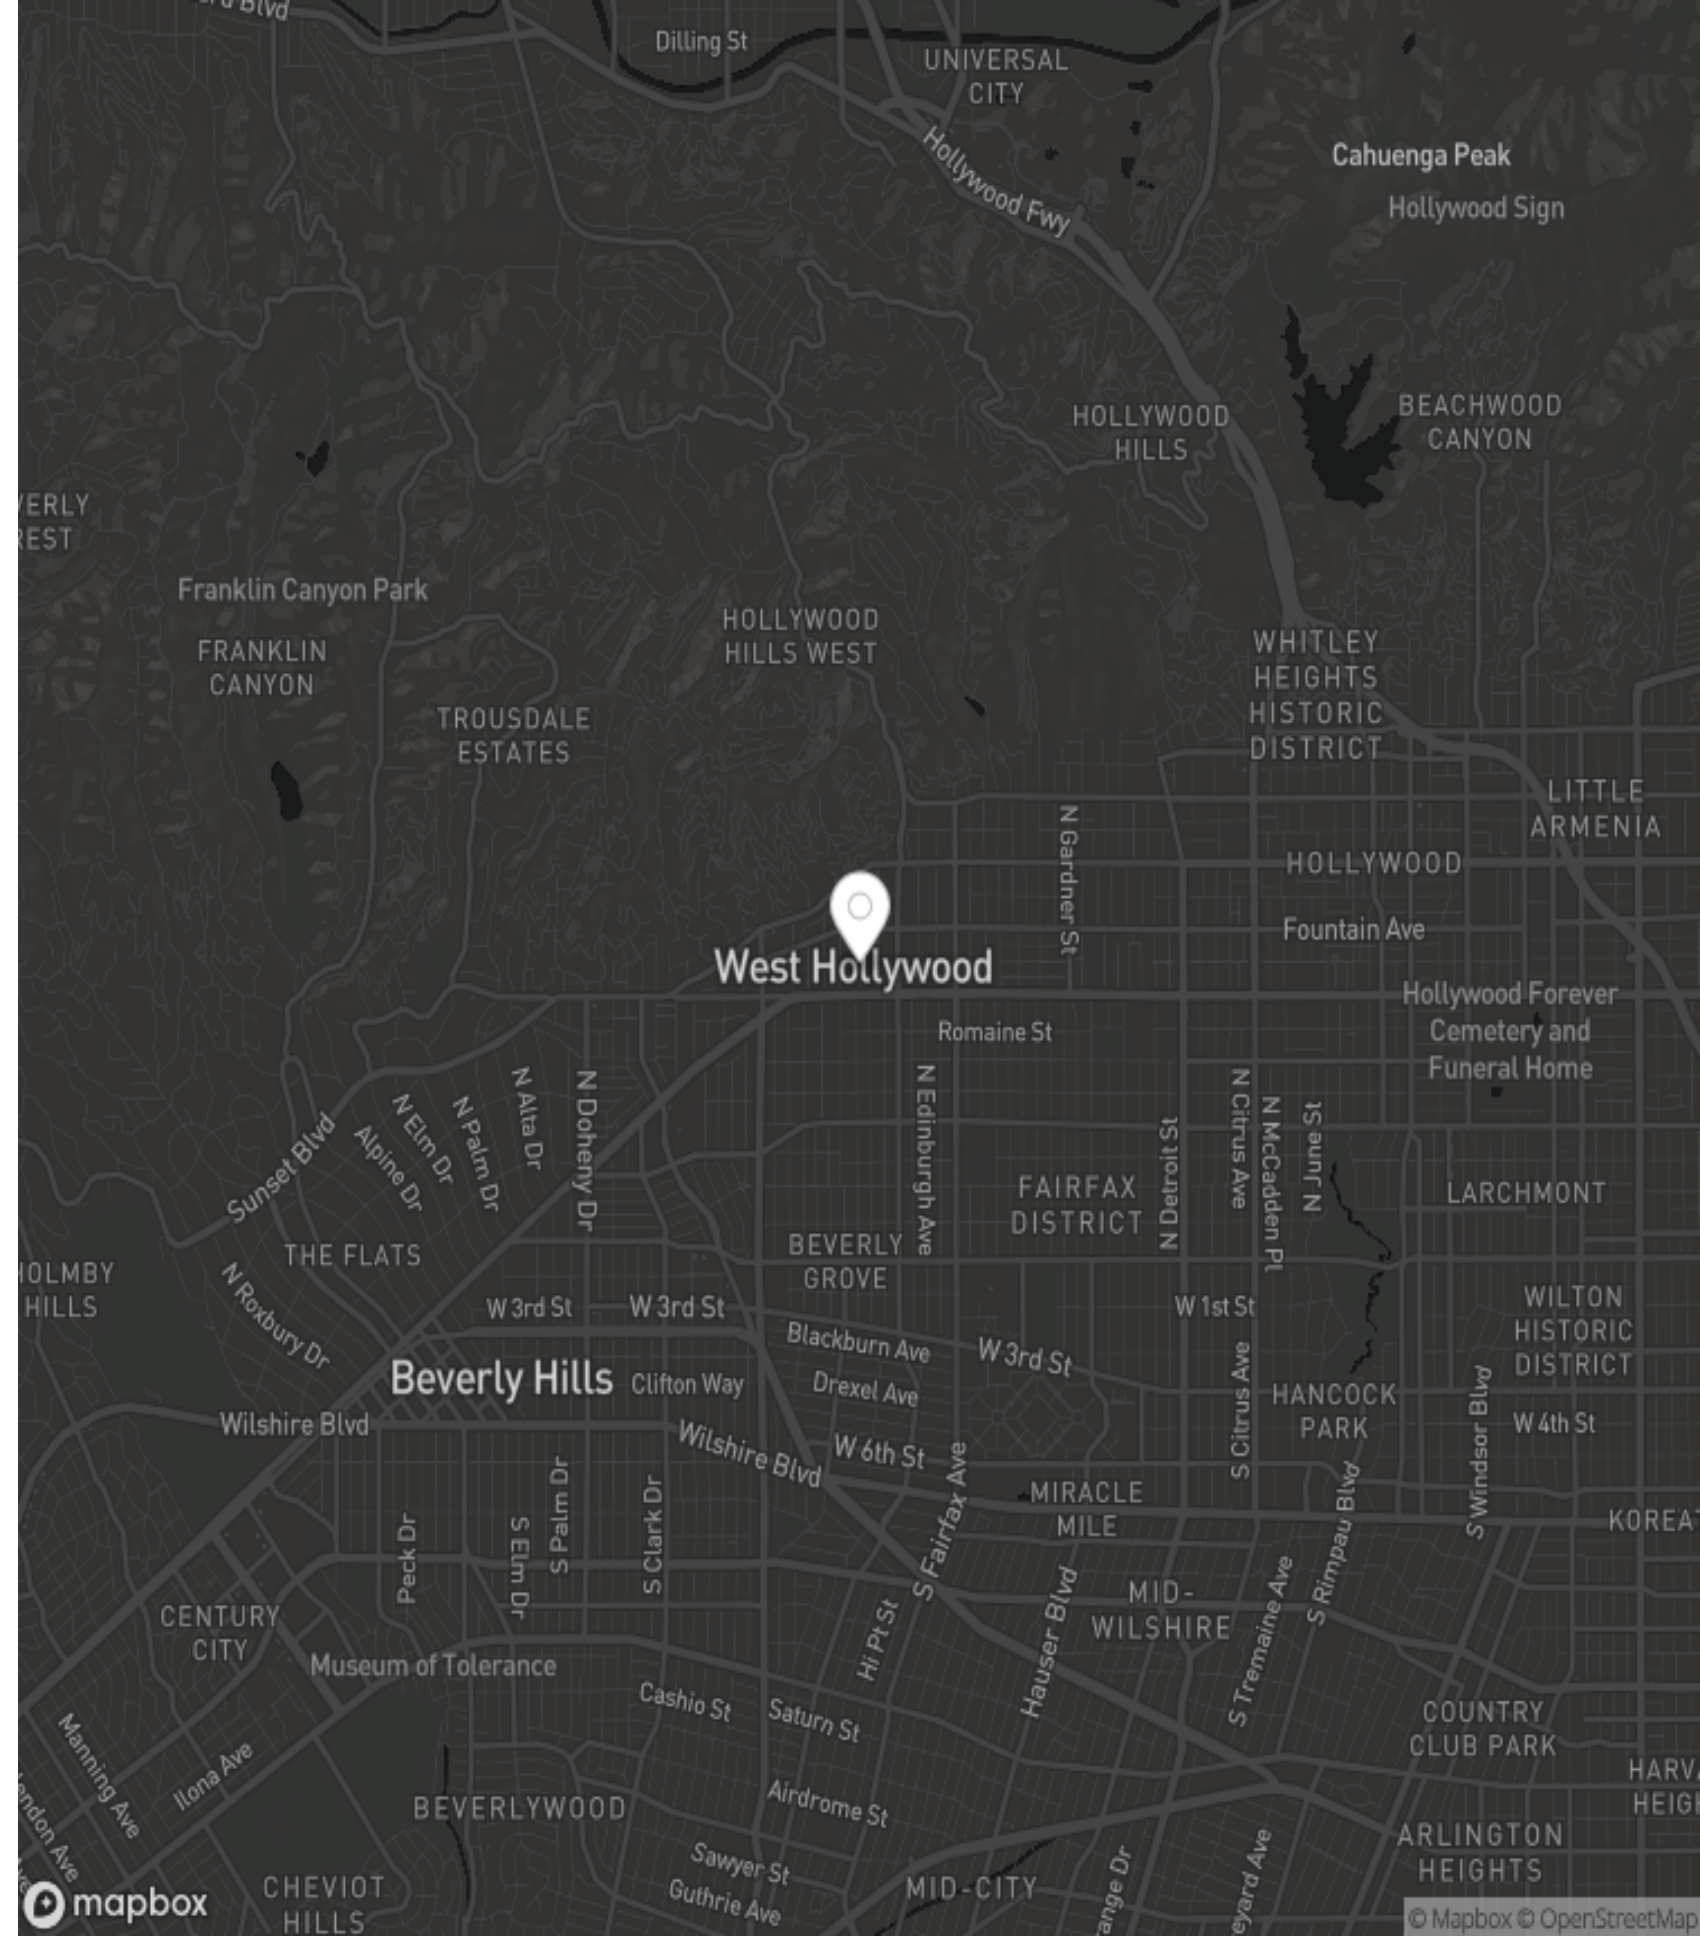 Dilling St
UNIVERSAL
CITY
Hollywood Fwy
Cahuenga Peak
Hollywood Sign
HOLLYWOOD
HILLS
BEACHWOOD
CANYON
Franklin Canyon Park
FRANKLIN
CANYON
HOLLYWOOD
HILLS WEST
WHITLEY
HEIGHTS
HISTORIC
DISTRICT
TROUSDALE
ESTATES
LITTLE
ARMENIA
N Gardner St
HOLLYWOOD
Fountain Ave
West Hollywood
Hollywood Forever
Cemetery and
Funeral Home
Romaine St
Sunset Blvd
Alpine Dr
N Elm Dr
N Palm Dr
N Alta Dr
N Doheny Dr
N Edinburgh Ave
N Detroit St
N Citrus Ave
N McCadden Pl
N June St
FAIRFAX
DISTRICT
LARCHMONT
THE FLATS
BEVERLY
GROVE
HILLS
N Roxbury Dr
W 3rd St
W 3rd St
W 1st St
WILTON
HISTORIC
DISTRICT
Blackburn Ave
W 3rd St
Beverly Hills
Clifton Way
Drexel Ave
S Citrus Ave
HANCOCK
PARK
S Windsor Blvd
W 4th St
Wilshire Blvd
Wilshire Blvd
W 6th St
S Fairfax Ave
MIRACLE
MILE
S Rimpau Blvd
Peck Dr
S Elm Dr
S Palm Dr
S Clark Dr
CENTURY
CITY
Museum of Tolerance
Hi Pt St
Hauser Blvd
MID-
WILSHIRE
S Tremaine Ave
Cashio St
Saturn St
COUNTRY
CLUB PARK
Manning Ave
Ilona Ave
BEVERLYWOOD
Airdrome St
ARLINGTON
HEIGHTS
Sawyer St
Guthrie Ave
MID-CITY
CHEVIOT
HILLS
mapbox
© Mapbox © OpenStreetMap